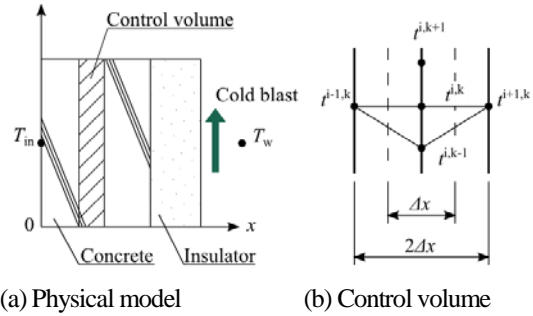 Control volume
Cold blast
T_in
T_w
0
x
Concrete
Insulator
(a) Physical model
t^{i,k+1}
t^{i-1,k}
t^{i,k}
t^{i+1,k}
t^{i,k-1}
Δx
2Δx
(b) Control volume